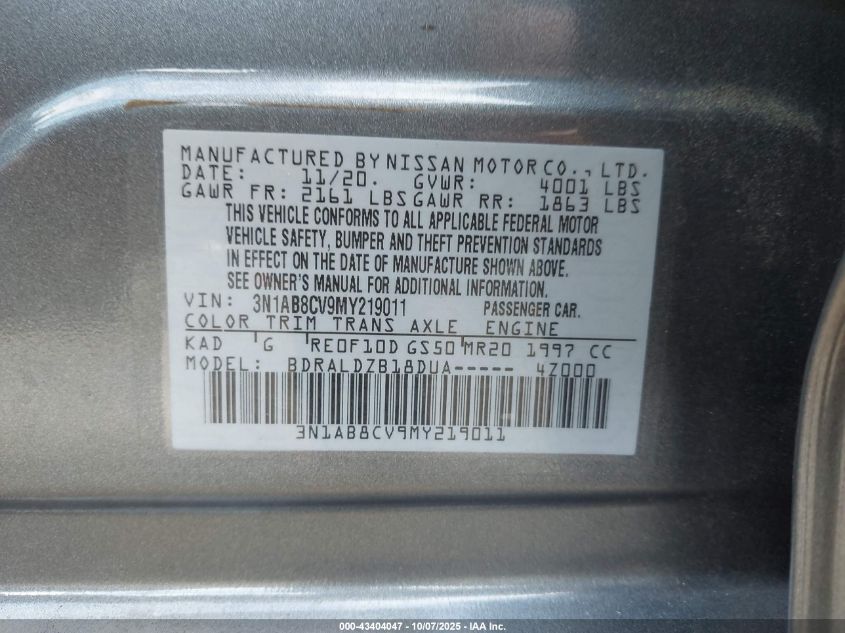 MANUFACTURED BY NISSAN MOTOR CO., LTD.
DATE: 11/20. GVWR: 4001 LBS
GAWR FR: 2161 LBS GAWR RR: 1863 LBS
THIS VEHICLE CONFORMS TO ALL APPLICABLE FEDERAL MOTOR
VEHICLE SAFETY, BUMPER AND THEFT PREVENTION STANDARDS
IN EFFECT ON THE DATE OF MANUFACTURE SHOWN ABOVE.
SEE OWNER'S MANUAL FOR ADDITIONAL INFORMATION.
VIN: 3N1AB8CV9MY219011 PASSENGER CAR.
COLOR TRIM TRANS AXLE ENGINE
KAD G RE0F10D GS50 MR20 1997 CC
MODEL: BDRALDZB18DUA----- 4Z000
3N1AB8CV9MY219011
000-43404047 - 10/07/2025 - IAA Inc.